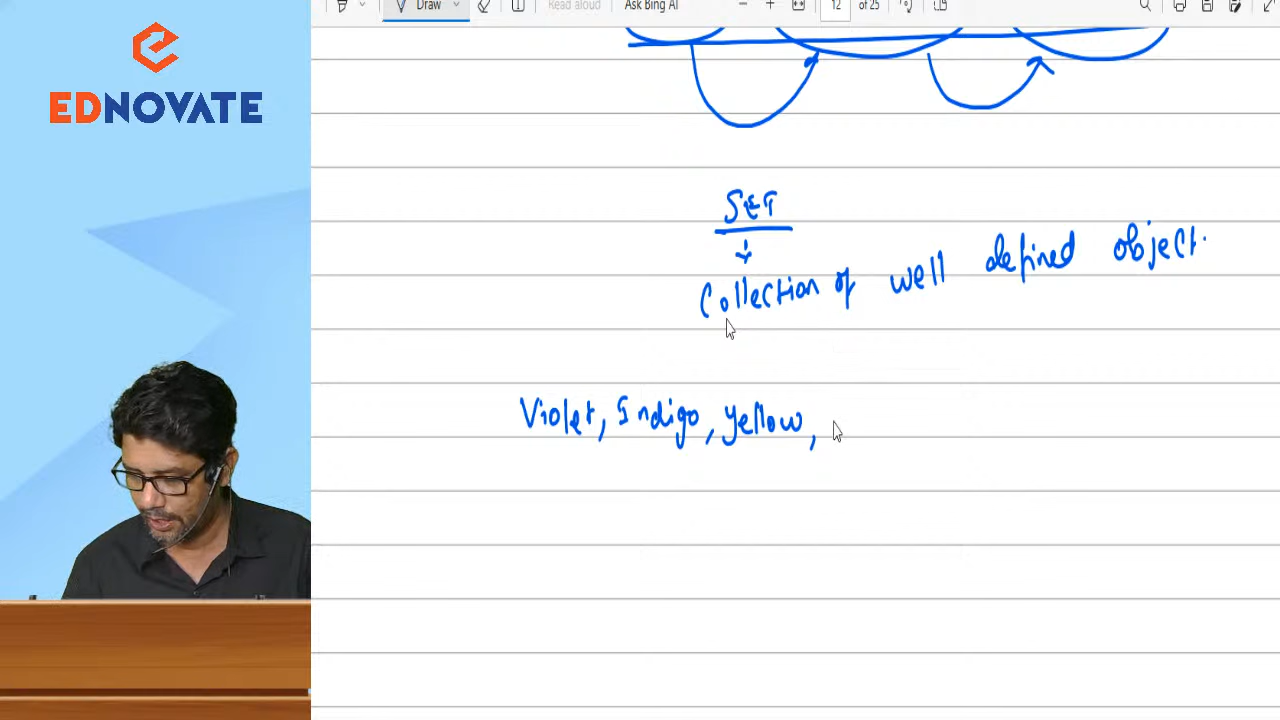 Draw
Read aloud
Ask Bing AI
12 of 25
EDNOVATE
SET
Collection of well defined object.
Violet, Indigo, Yellow,